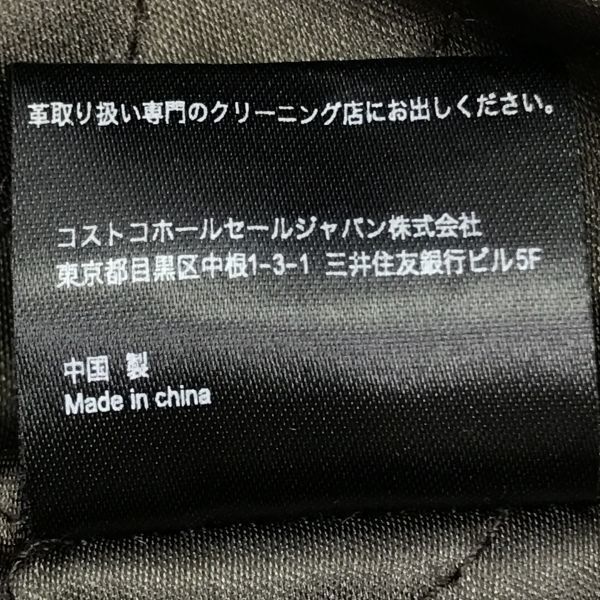 革取り扱い専門のクリーニング店にお出しください。
コストコホールセールジャパン株式会社
東京都目黒区中根1-3-1 三井住友銀行ビル5F
中国 製
Made in china